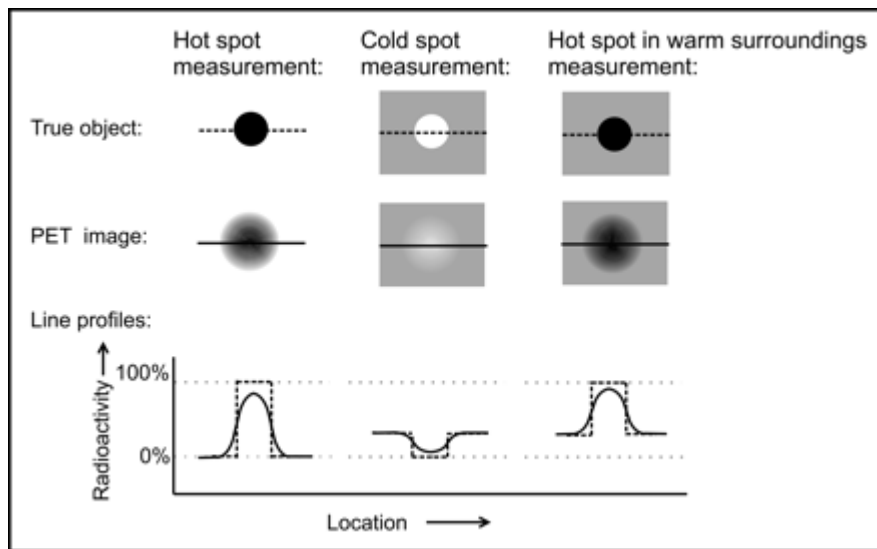 Hot spot
measurement:
Cold spot
measurement:
Hot spot in warm surroundings
measurement:
True object:
PET image:
Line profiles:
Radioactivity
100%
0%
Location